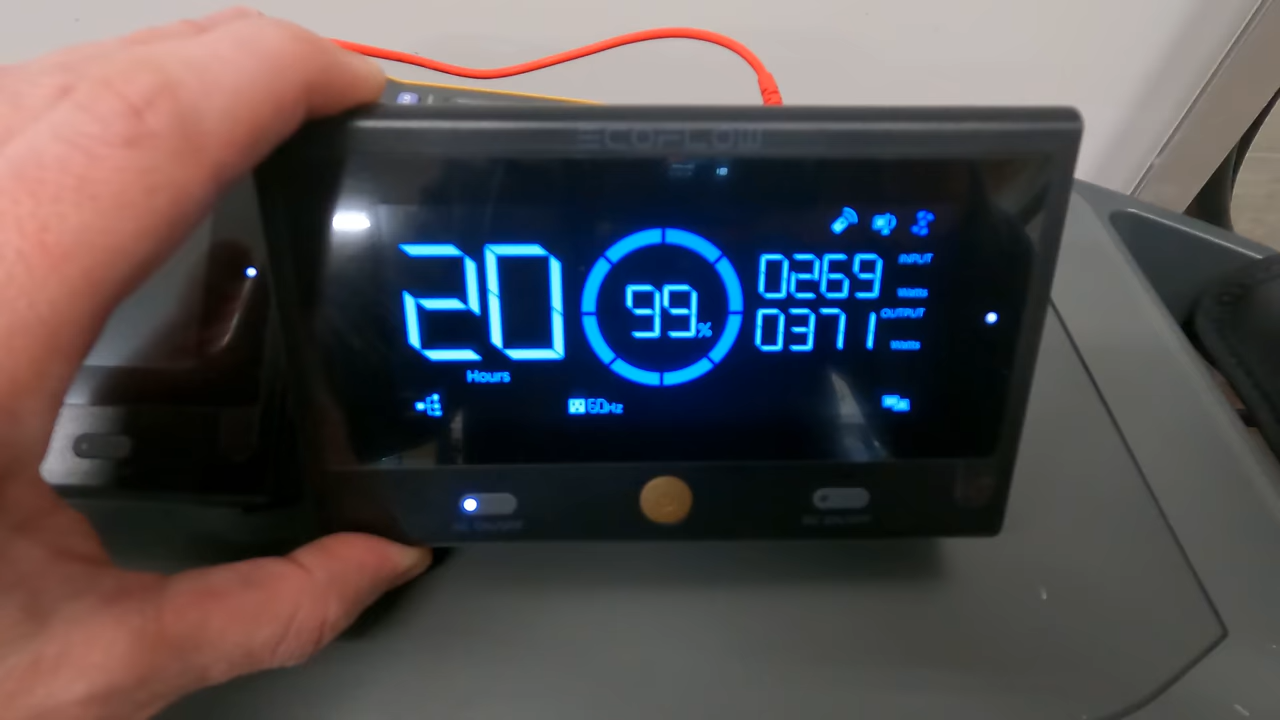 ECOFLOW
20
Hours
99%
0269 INPUT Watts
0371 OUTPUT Watts
60Hz